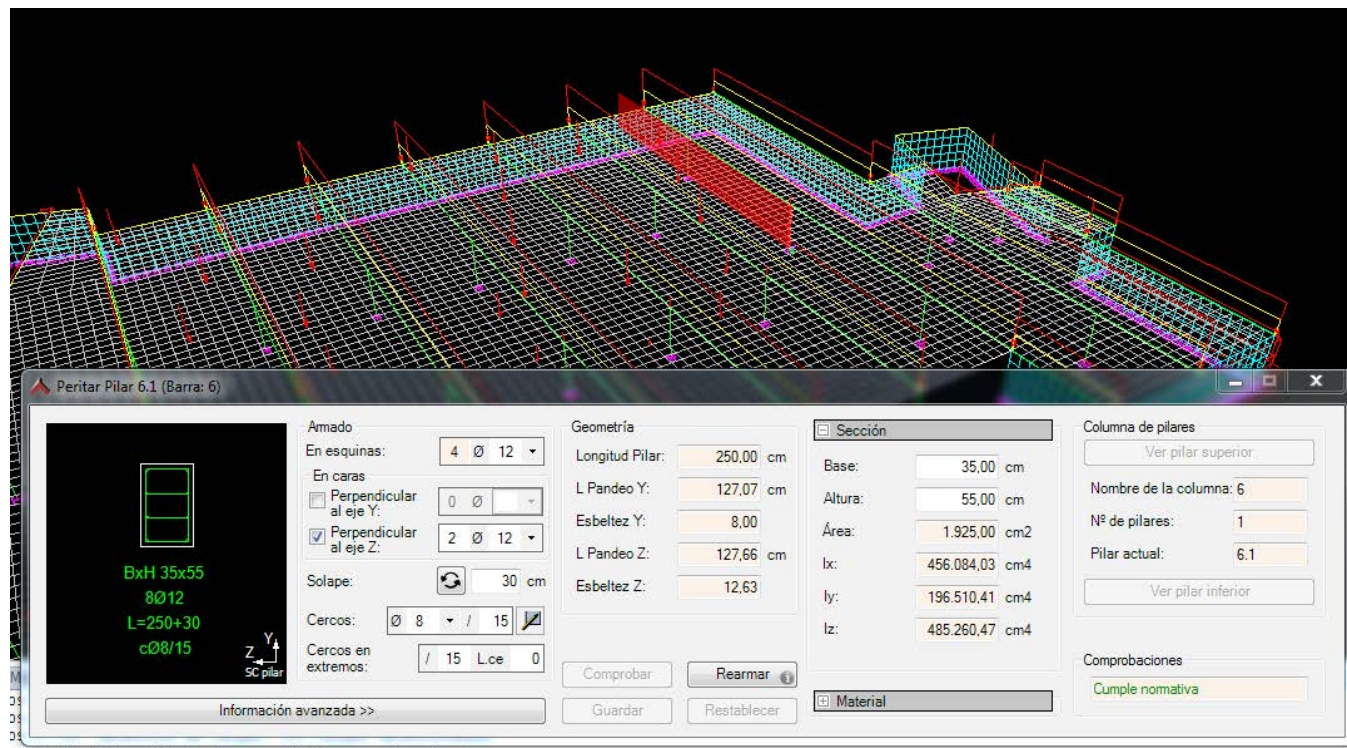 Peritar Pilar 6.1 (Barra: 6)
BxH 35x55
8Ø12
L=250+30
cØ8/15
Y
Z
SC pilar
Información avanzada >>
Armado
En esquinas: 4 Ø 12
En caras
Perpendicular al eje Y: 0 Ø
Perpendicular al eje Z: 2 Ø 12
Solape: 30 cm
Cercos: Ø 8 / 15
Cercos en extremos: / 15 L.ce 0
Geometría
Longitud Pilar: 250,00 cm
L Pandeo Y: 127,07 cm
Esbeltez Y: 8,00
L Pandeo Z: 127,66 cm
Esbeltez Z: 12,63
Comprobar Rearmar
Guardar Restablecer
Sección
Base: 35,00 cm
Altura: 55,00 cm
Área: 1.925,00 cm2
Ix: 456.084,03 cm4
Iy: 196.510,41 cm4
Iz: 485.260,47 cm4
Material
Columna de pilares
Ver pilar superior
Nombre de la columna: 6
Nº de pilares: 1
Pilar actual: 6.1
Ver pilar inferior
Comprobaciones
Cumple normativa